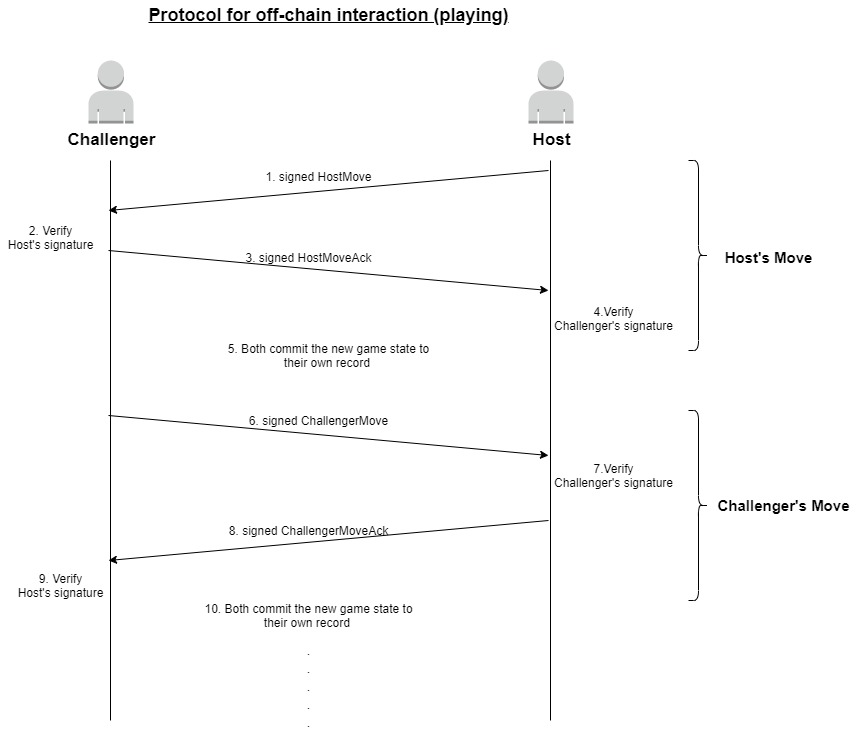 Protocol for off-chain interaction (playing)
Challenger
Host
1. signed HostMove
2. Verify
Host's signature
3. signed HostMoveAck
Host's Move
4.Verify
Challenger's signature
5. Both commit the new game state to
their own record
6. signed ChallengerMove
7.Verify
Challenger's signature
Challenger's Move
8. signed ChallengerMoveAck
9. Verify
Host's signature
10. Both commit the new game state to
their own record
.
.
.
.
.